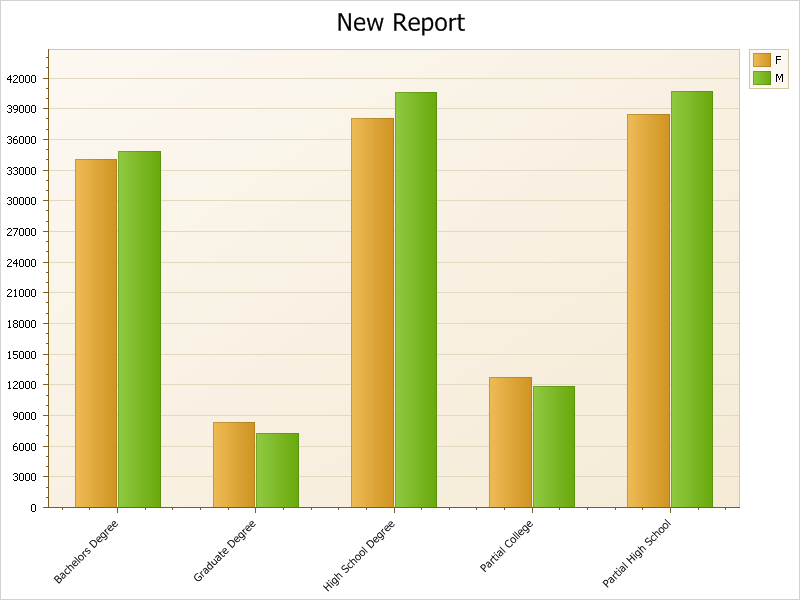 New Report
F
M
42000
39000
36000
33000
30000
27000
24000
21000
18000
15000
12000
9000
6000
3000
0
Bachelors Degree
Graduate Degree
High School Degree
Partial College
Partial High School